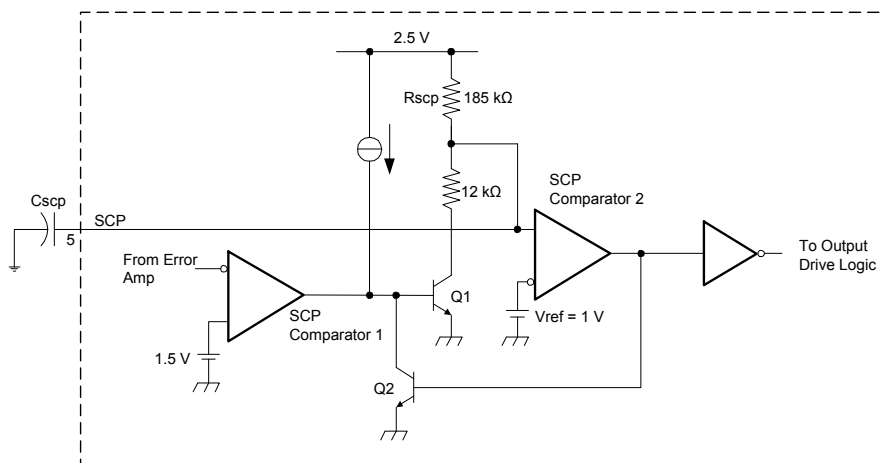 2.5 V
Rscp
185 kΩ
12 kΩ
SCP
Comparator 2
Cscp
SCP
5
From Error
Amp
To Output
Drive Logic
Q1
SCP
Comparator 1
Vref = 1 V
1.5 V
Q2